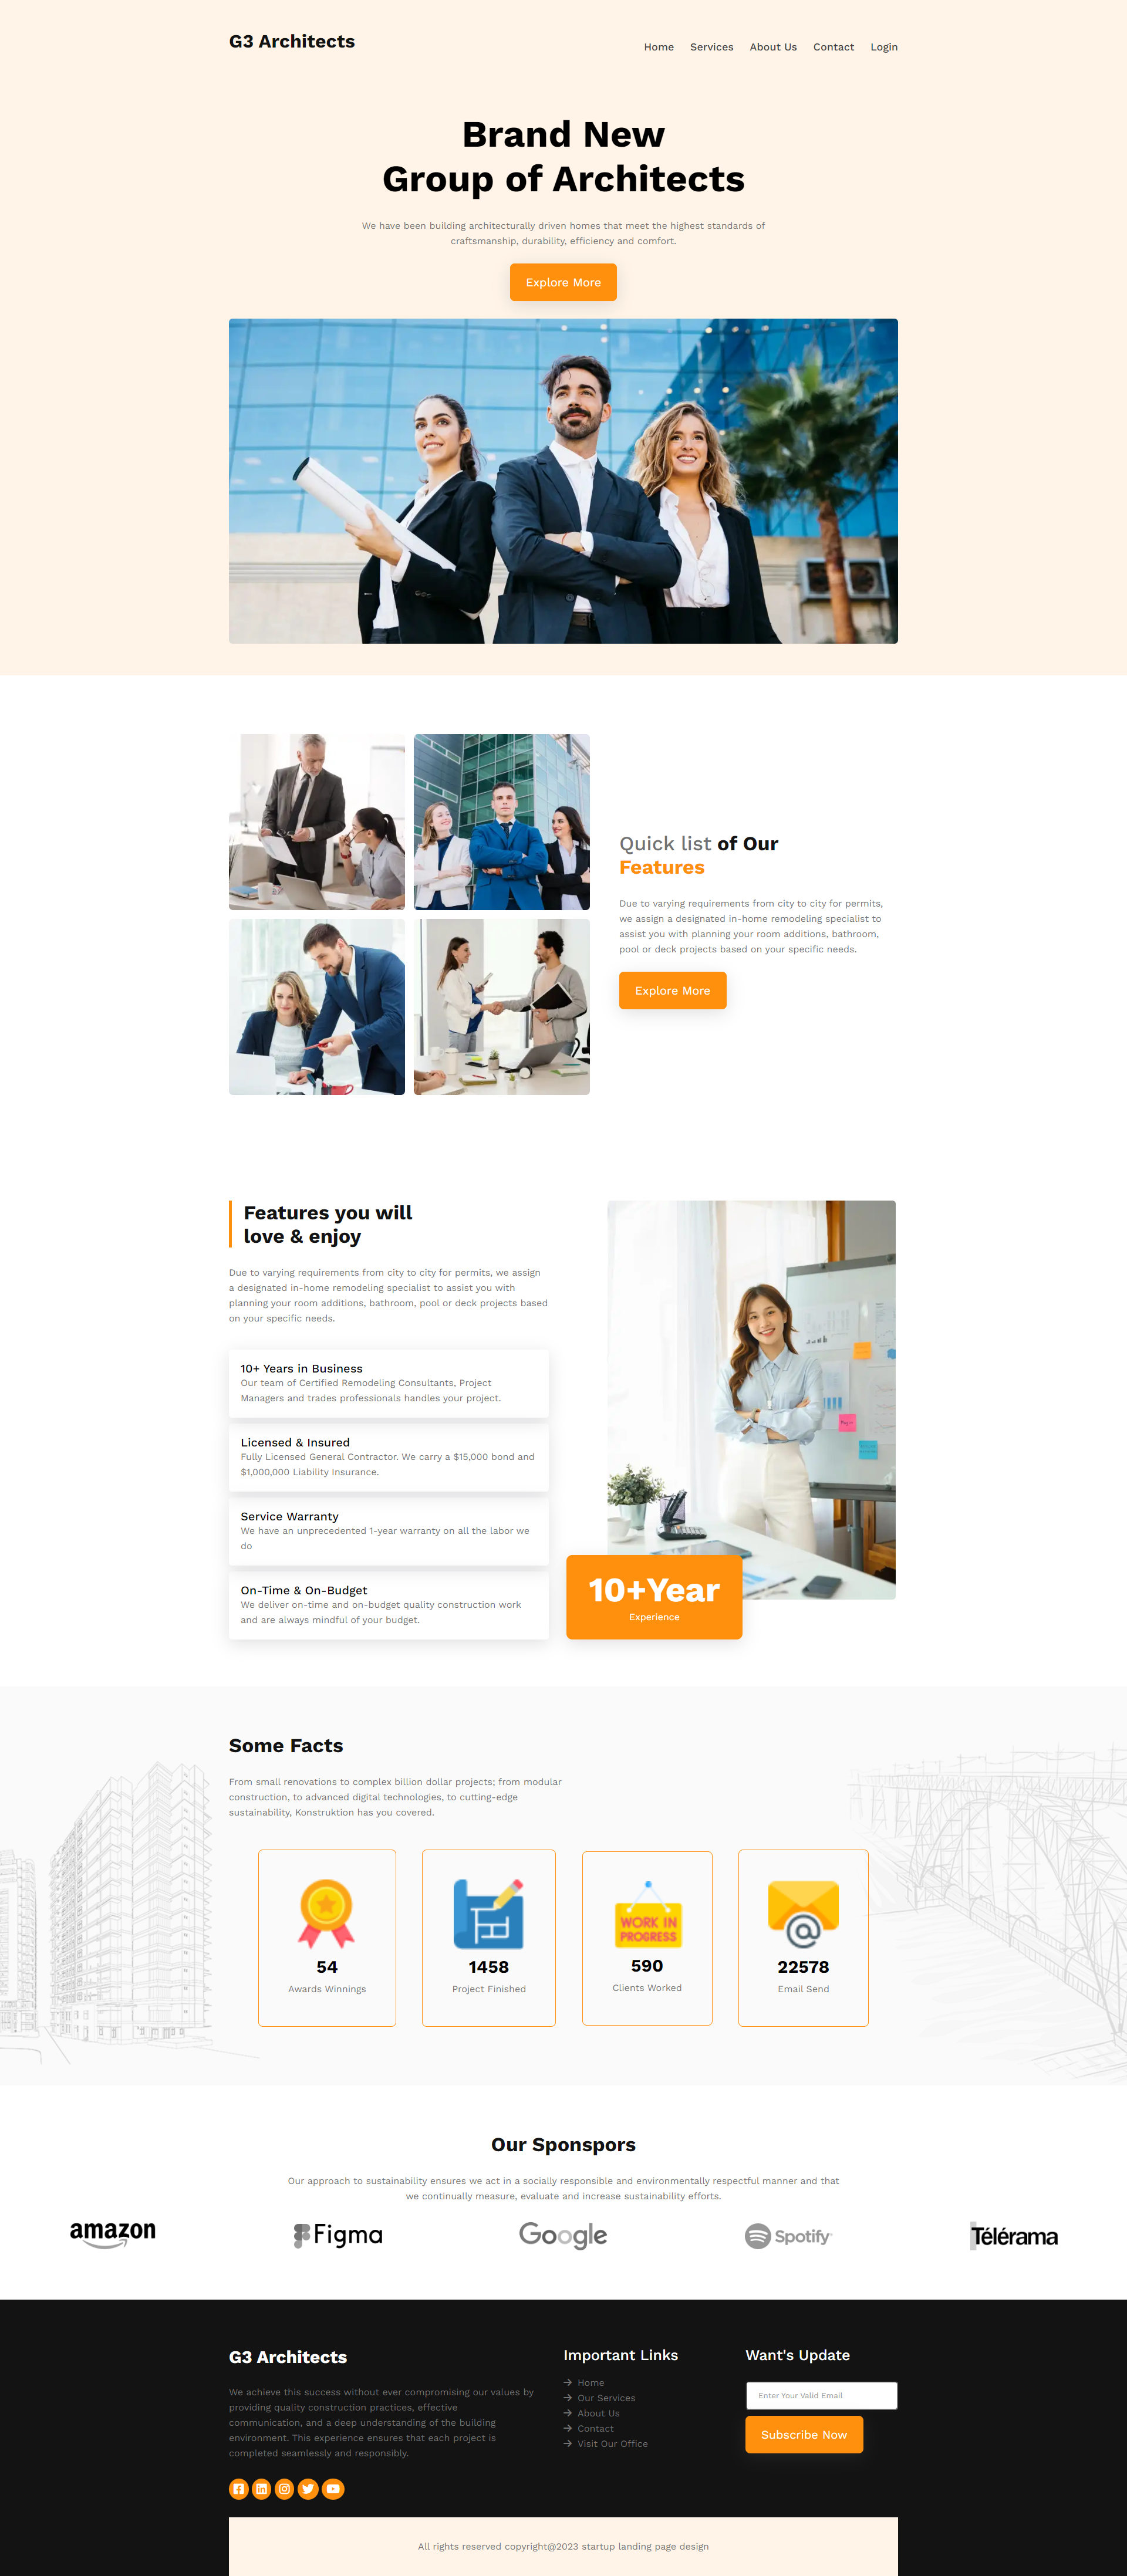 G3 Architects
Home Services About Us Contact Login
Brand New
Group of Architects
We have been building architecturally driven homes that meet the highest standards of
craftsmanship, durability, efficiency and comfort.
Explore More
Quick list of Our
Features
Due to varying requirements from city to city for permits,
we assign a designated in-home remodeling specialist to
assist you with planning your room additions, bathroom,
pool or deck projects based on your specific needs.
Explore More
Features you will
love & enjoy
Due to varying requirements from city to city for permits, we assign
a designated in-home remodeling specialist to assist you with
planning your room additions, bathroom, pool or deck projects based
on your specific needs.
10+ Years in Business
Our team of Certified Remodeling Consultants, Project
Managers and trades professionals handles your project.
Licensed & Insured
Fully Licensed General Contractor. We carry a $15,000 bond and
$1,000,000 Liability Insurance.
Service Warranty
We have an unprecedented 1-year warranty on all the labor we
do
On-Time & On-Budget
We deliver on-time and on-budget quality construction work
and are always mindful of your budget.
10+Year
Experience
Some Facts
From small renovations to complex billion dollar projects; from modular
construction, to advanced digital technologies, to cutting-edge
sustainability, Konstruktion has you covered.
54
Awards Winnings
1458
Project Finished
WORK IN
PROGRESS
590
Clients Worked
22578
Email Send
Our Sponspors
Our approach to sustainability ensures we act in a socially responsible and environmentally respectful manner and that
we continually measure, evaluate and increase sustainability efforts.
amazon Figma Google Spotify Télérama
G3 Architects
We achieve this success without ever compromising our values by
providing quality construction practices, effective
communication, and a deep understanding of the building
environment. This experience ensures that each project is
completed seamlessly and responsibly.
Important Links
Home
Our Services
About Us
Contact
Visit Our Office
Want's Update
Enter Your Valid Email
Subscribe Now
All rights reserved copyright@2023 startup landing page design